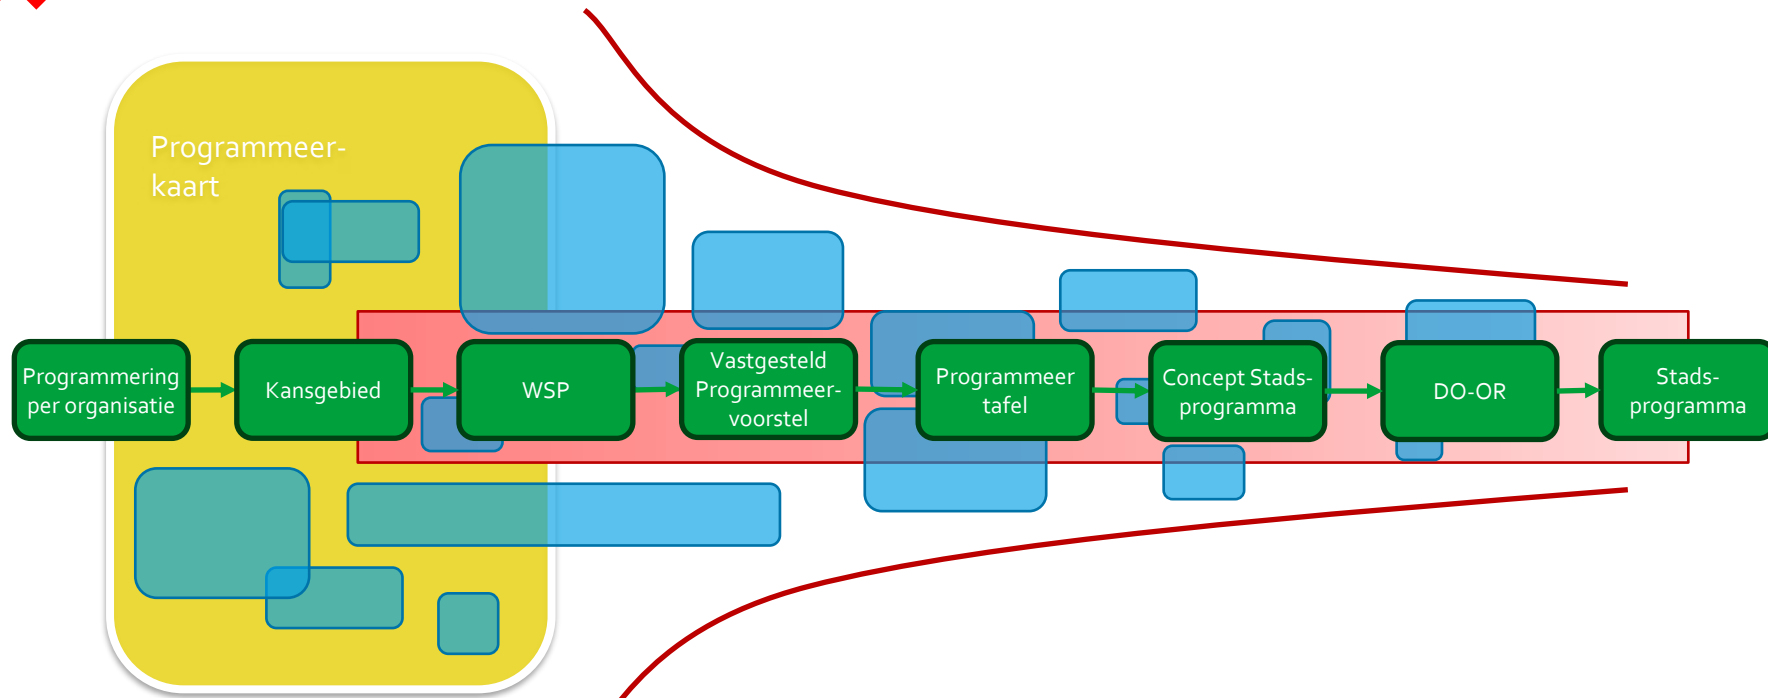 Programmeer-
kaart
Programmering
per organisatie
Kansgebied
WSP
Vastgesteld
Programmeer-
voorstel
Programmeer
tafel
Concept Stads-
programma
DO-OR
Stads-
programma